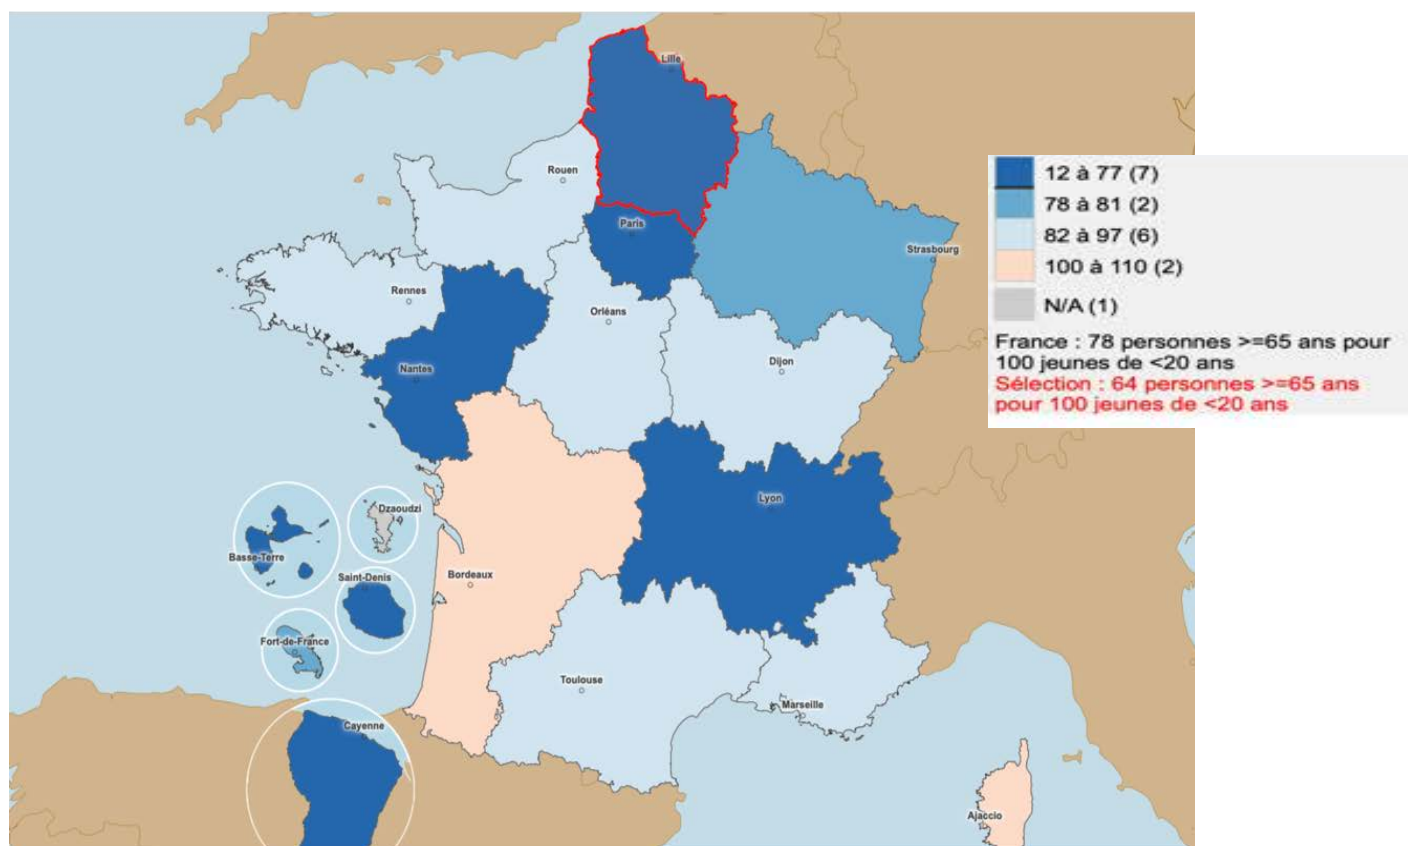 Lille
Rouen
Paris
Strasbourg
Rennes
Orléans
Nantes
Dijon
Lyon
Dzaoudzi
Basse-Terre
Saint-Denis
Bordeaux
Fort-de-France
Toulouse
Marseille
Cayenne
Ajaccio
12 à 77 (7)
78 à 81 (2)
82 à 97 (6)
100 à 110 (2)
N/A (1)
France : 78 personnes >=65 ans pour
100 jeunes de <20 ans
Sélection : 64 personnes >=65 ans
pour 100 jeunes de <20 ans